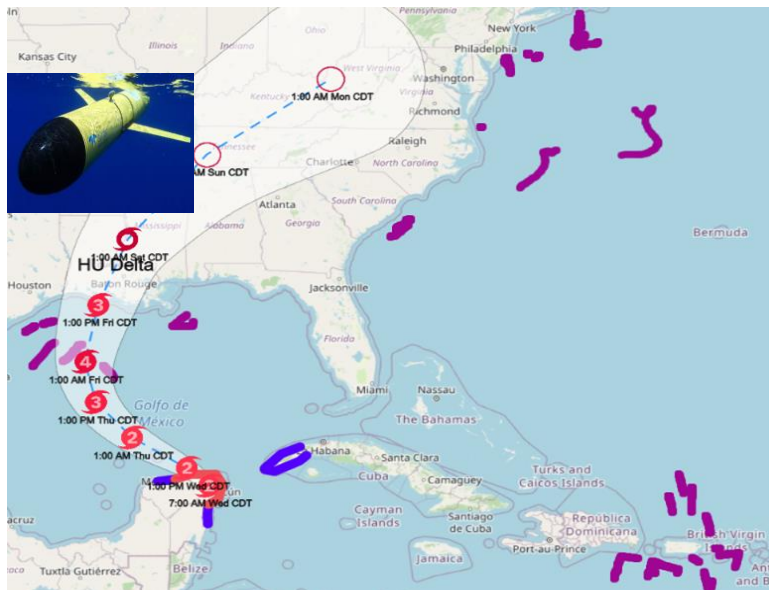 Pennsylvania
New York
Ohio
Kansas City
Illinois
Indiana
Philadelphia
West Virginia
Washington
1:00 AM Mon CDT
Kentucky
Virginia
Richmond
Raleigh
AM Sun CDT
Charlotte
North Carolina
Atlanta
South Carolina
Mississippi
Alabama
Georgia
Bermuda
1:00 AM Sat CDT
HU Delta
Houston
Baton Rouge
Jacksonville
3
1:00 PM Fri CDT
Florida
4
1:00 AM Fri CDT
Miami
Nassau
3
Golfo de
México
The Bahamas
1:00 PM Thu CDT
2
1:00 AM Thu CDT
Habana
Santa Clara
2
Cuba
Camaguey
Turks and
Caicos Islands
1:00 PM Wed CDT
7:00 AM Wed CDT
Cayman
Islands
Santiago
de Cuba
República
Dominicana
British Virgin
Islands
Port-au-Prince
Jamaica
Belize
Tuxtla Gutiérrez